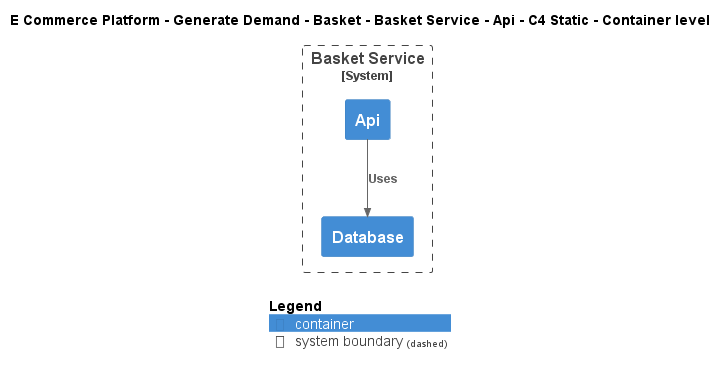 E Commerce Platform - Generate Demand - Basket - Basket Service - Api - C4 Static - Container level
Basket Service
[System]
Api
Uses
Database
Legend
container
system boundary (dashed)